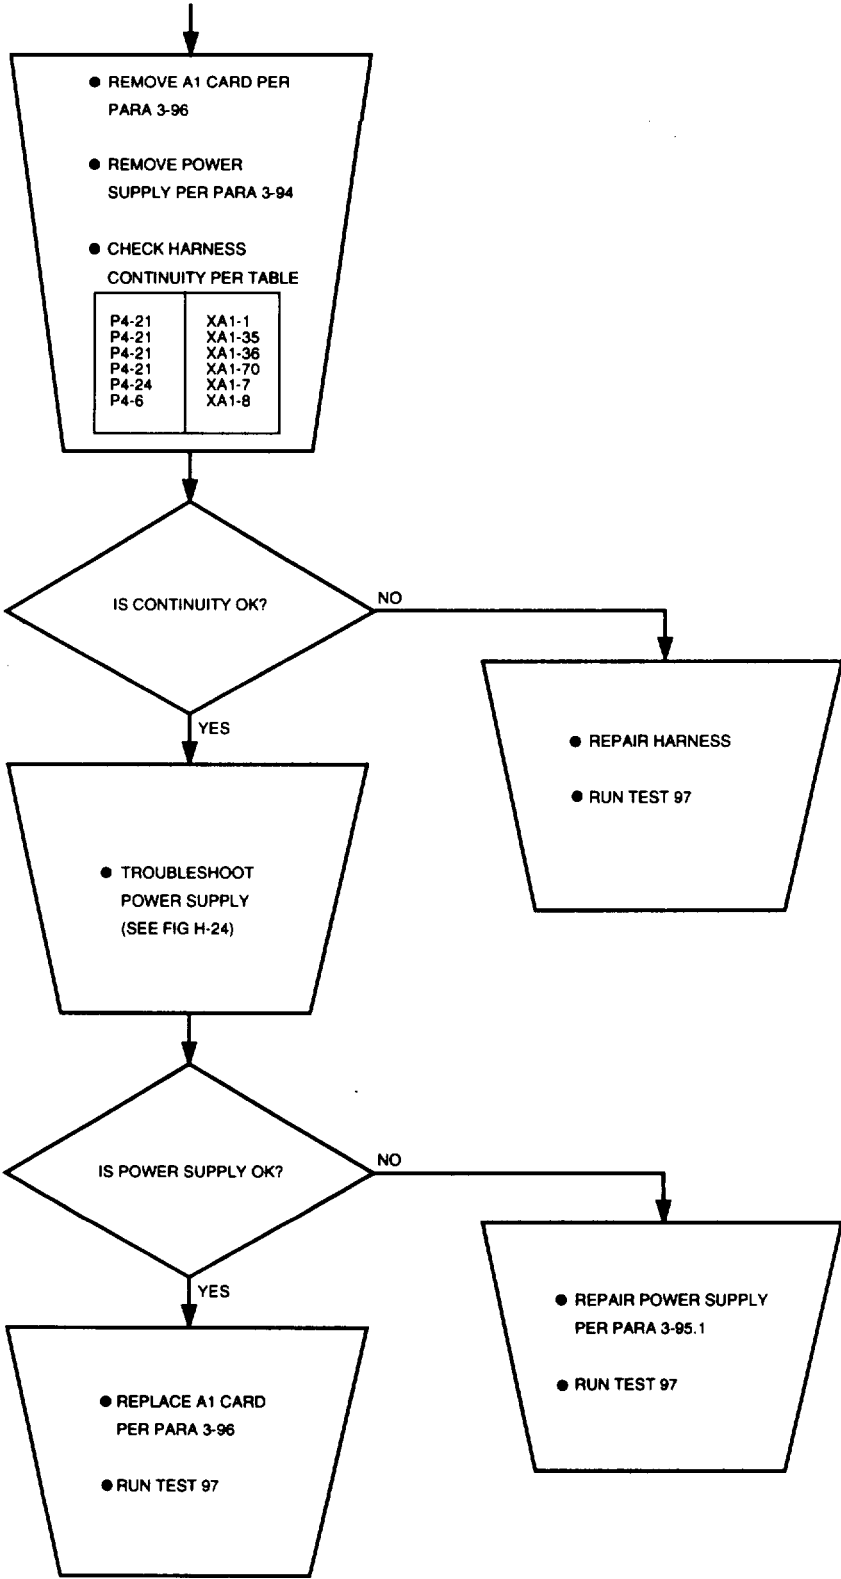 ● REMOVE A1 CARD PER
PARA 3-96
● REMOVE POWER
SUPPLY PER PARA 3-94
● CHECK HARNESS
CONTINUITY PER TABLE
P4-21 XA1-1
P4-21 XA1-35
P4-21 XA1-36
P4-21 XA1-70
P4-24 XA1-7
P4-6 XA1-8
IS CONTINUITY OK?
NO
YES
● REPAIR HARNESS
● RUN TEST 97
● TROUBLESHOOT
POWER SUPPLY
(SEE FIG H-24)
IS POWER SUPPLY OK?
NO
YES
● REPAIR POWER SUPPLY
PER PARA 3-95.1
● RUN TEST 97
● REPLACE A1 CARD
PER PARA 3-96
● RUN TEST 97